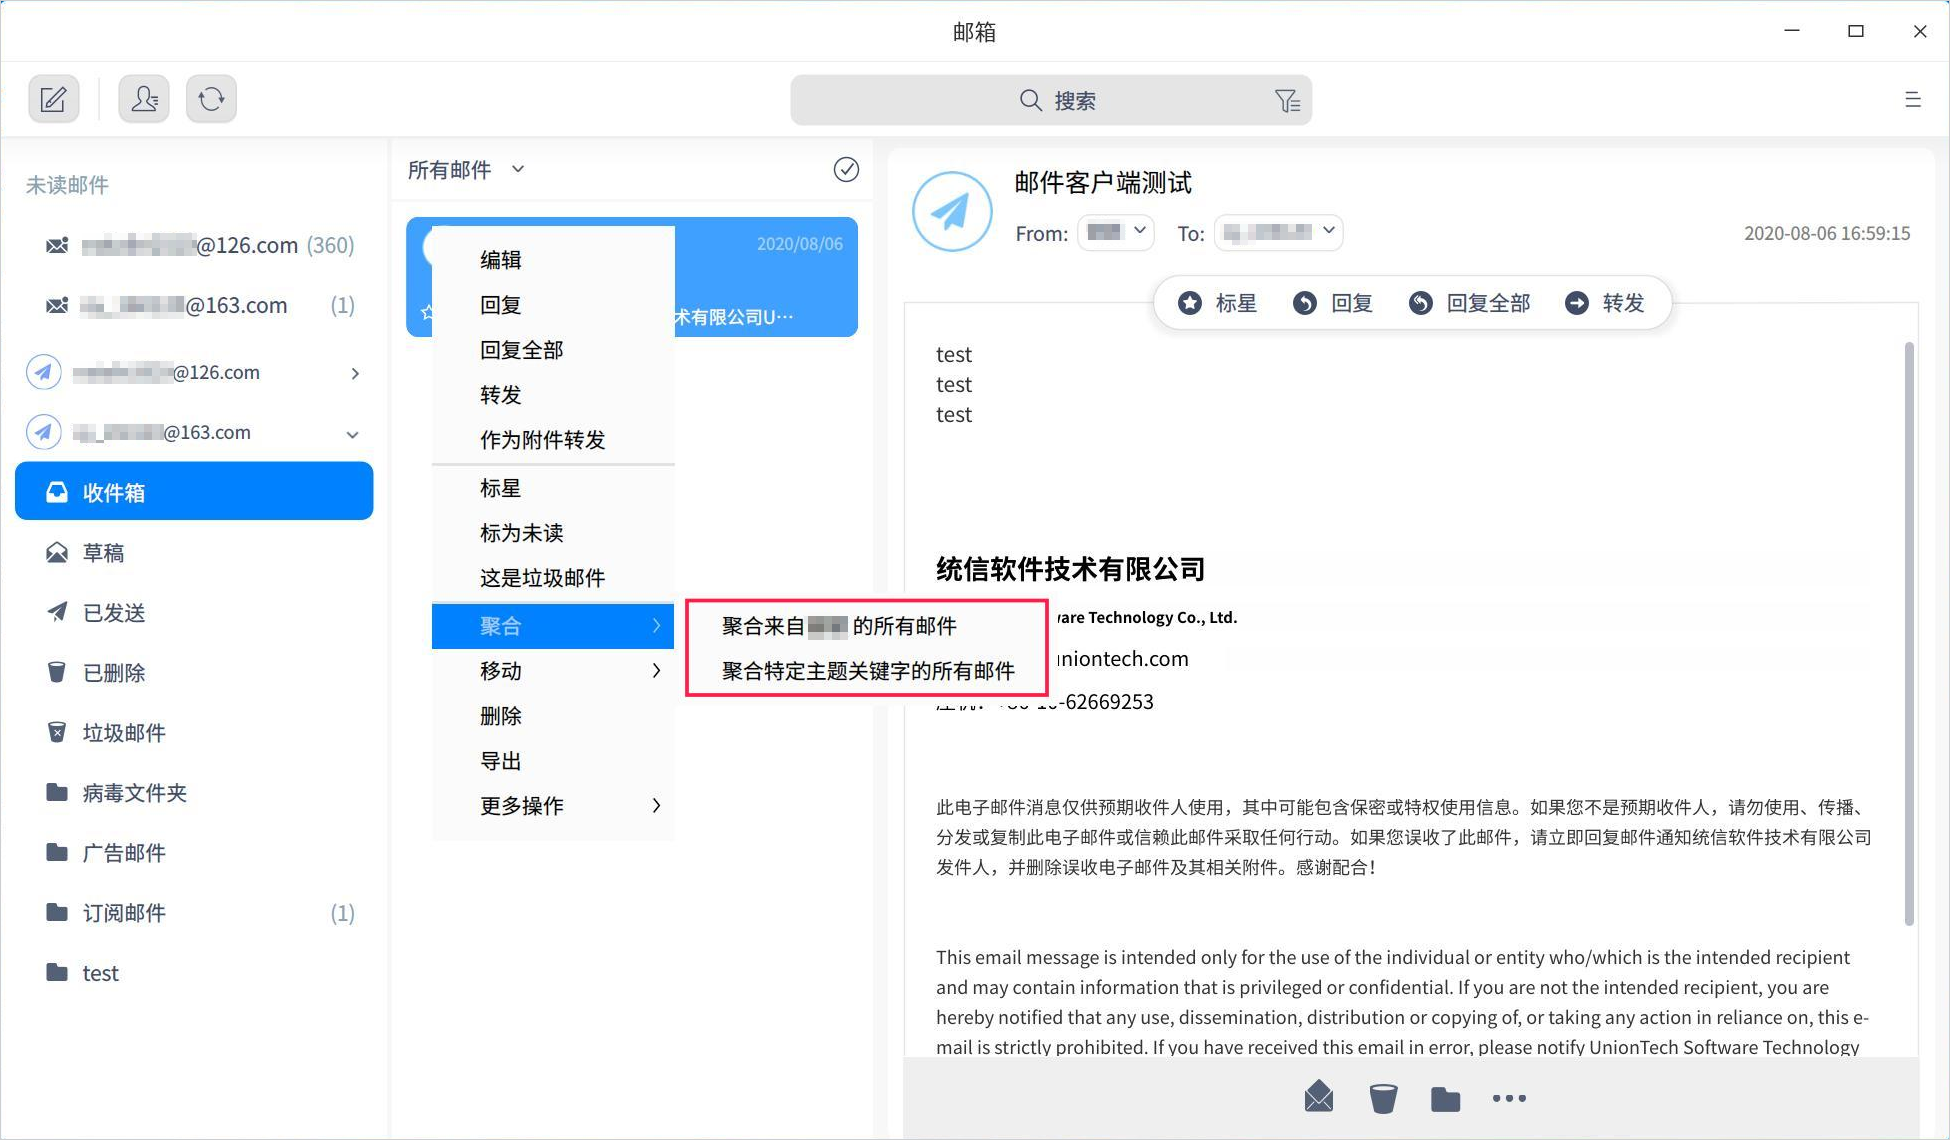 邮箱
搜索
未读邮件
@126.com (360)
@163.com (1)
@126.com
@163.com
收件箱
草稿
已发送
已删除
垃圾邮件
病毒文件夹
广告邮件
订阅邮件 (1)
test
所有邮件
2020/08/06
术有限公司U…
编辑
回复
回复全部
转发
作为附件转发
标星
标为未读
这是垃圾邮件
聚合
移动
删除
导出
更多操作
聚合来自 的所有邮件
聚合特定主题关键字的所有邮件
邮件客户端测试
From: To:
2020-08-06 16:59:15
标星 回复 回复全部 转发
test
test
test
统信软件技术有限公司
ware Technology Co., Ltd.
uniontech.com
-62669253
此电子邮件消息仅供预期收件人使用，其中可能包含保密或特权使用信息。如果您不是预期收件人，请勿使用、传播、
分发或复制此电子邮件或信赖此邮件采取任何行动。如果您误收了此邮件，请立即回复邮件通知统信软件技术有限公司
发件人，并删除误收电子邮件及其相关附件。感谢配合！
This email message is intended only for the use of the individual or entity who/which is the intended recipient
and may contain information that is privileged or confidential. If you are not the intended recipient, you are
hereby notified that any use, dissemination, distribution or copying of, or taking any action in reliance on, this e-
mail is strictly prohibited. If you have received this email in error, please notify UnionTech Software Technology